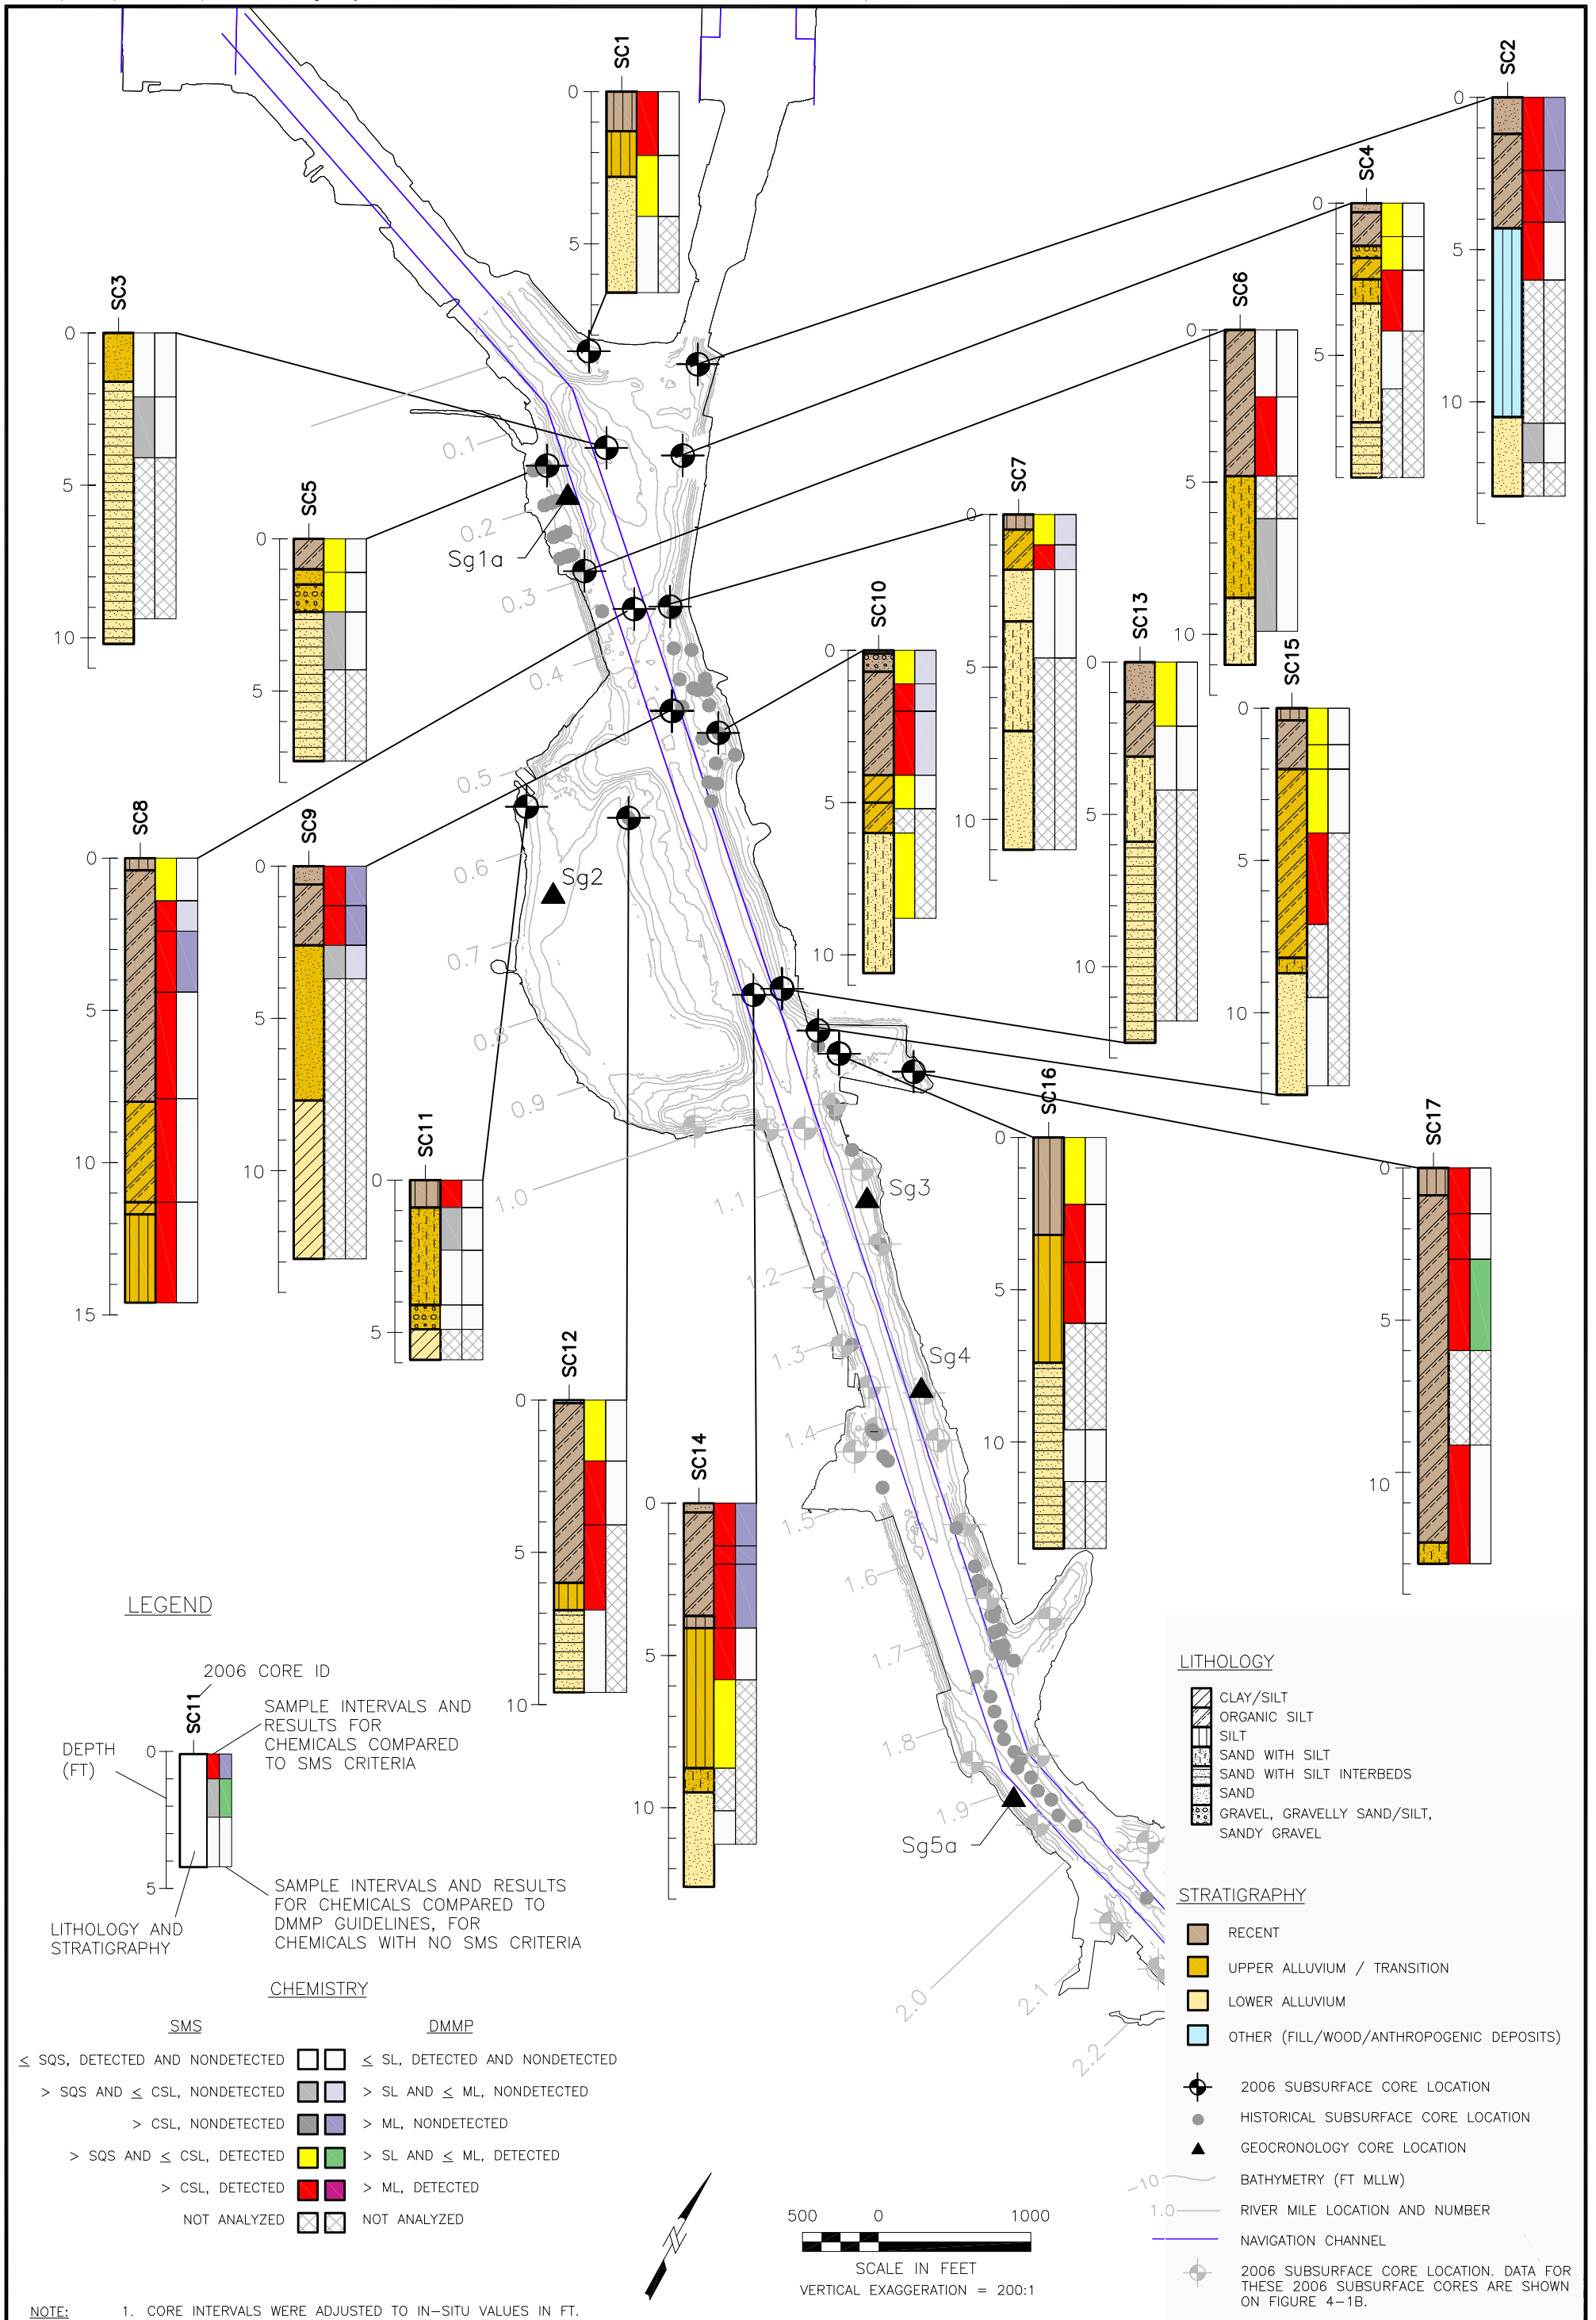 SC1
0
5
SC2
0
5
10
SC4
0
5
SC3
0
5
10
SC6
0
5
10
SC5
0
5
SC7
0
5
10
SC10
0
5
10
SC13
0
5
10
SC15
0
5
10
SC8
0
5
10
15
SC9
0
5
10
SC11
0
5
SC12
0
5
10
SC14
0
5
10
SC16
0
5
10
SC17
0
5
10
0.1
0.2
Sg1a
0.3
0.4
0.5
0.6
Sg2
0.7
0.8
0.9
1.0
1.1
Sg3
1.2
1.3
Sg4
1.4
1.5
1.6
1.7
1.8
1.9
Sg5a
2.0
2.1
2.2
LEGEND
2006 CORE ID
SC11
SAMPLE INTERVALS AND
RESULTS FOR
CHEMICALS COMPARED
TO SMS CRITERIA
DEPTH
(FT)
0
5
LITHOLOGY AND
STRATIGRAPHY
SAMPLE INTERVALS AND RESULTS
FOR CHEMICALS COMPARED TO
DMMP GUIDELINES, FOR
CHEMICALS WITH NO SMS CRITERIA
CHEMISTRY
SMS DMMP
≤ SQS, DETECTED AND NONDETECTED ≤ SL, DETECTED AND NONDETECTED
> SQS AND ≤ CSL, NONDETECTED > SL AND ≤ ML, NONDETECTED
> CSL, NONDETECTED > ML, NONDETECTED
> SQS AND ≤ CSL, DETECTED > SL AND ≤ ML, DETECTED
> CSL, DETECTED > ML, DETECTED
NOT ANALYZED NOT ANALYZED
NOTE: 1. CORE INTERVALS WERE ADJUSTED TO IN-SITU VALUES IN FT.
500 0 1000
SCALE IN FEET
VERTICAL EXAGGERATION = 200:1
LITHOLOGY
CLAY/SILT
ORGANIC SILT
SILT
SAND WITH SILT
SAND WITH SILT INTERBEDS
SAND
GRAVEL, GRAVELLY SAND/SILT,
SANDY GRAVEL
STRATIGRAPHY
RECENT
UPPER ALLUVIUM / TRANSITION
LOWER ALLUVIUM
OTHER (FILL/WOOD/ANTHROPOGENIC DEPOSITS)
2006 SUBSURFACE CORE LOCATION
HISTORICAL SUBSURFACE CORE LOCATION
GEOCRONOLOGY CORE LOCATION
-10 BATHYMETRY (FT MLLW)
1.0 RIVER MILE LOCATION AND NUMBER
NAVIGATION CHANNEL
2006 SUBSURFACE CORE LOCATION. DATA FOR
THESE 2006 SUBSURFACE CORES ARE SHOWN
ON FIGURE 4-1B.